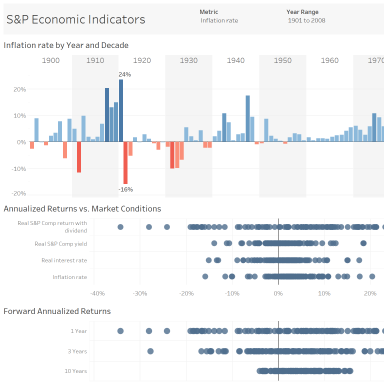 S&P Economic Indicators
Metric
Inflation rate
Year Range
1901 to 2008
Inflation rate by Year and Decade
1900 1910 1920 1930 1940 1950 1960 1970
24%
20%
10%
0%
-10%
-16%
-20%
Annualized Returns vs. Market Conditions
Real S&P Comp return with
dividend
Real S&P Comp yield
Real interest rate
Inflation rate
-40% -30% -20% -10% 0% 10% 20%
Forward Annualized Returns
1 Year
3 Years
10 Years